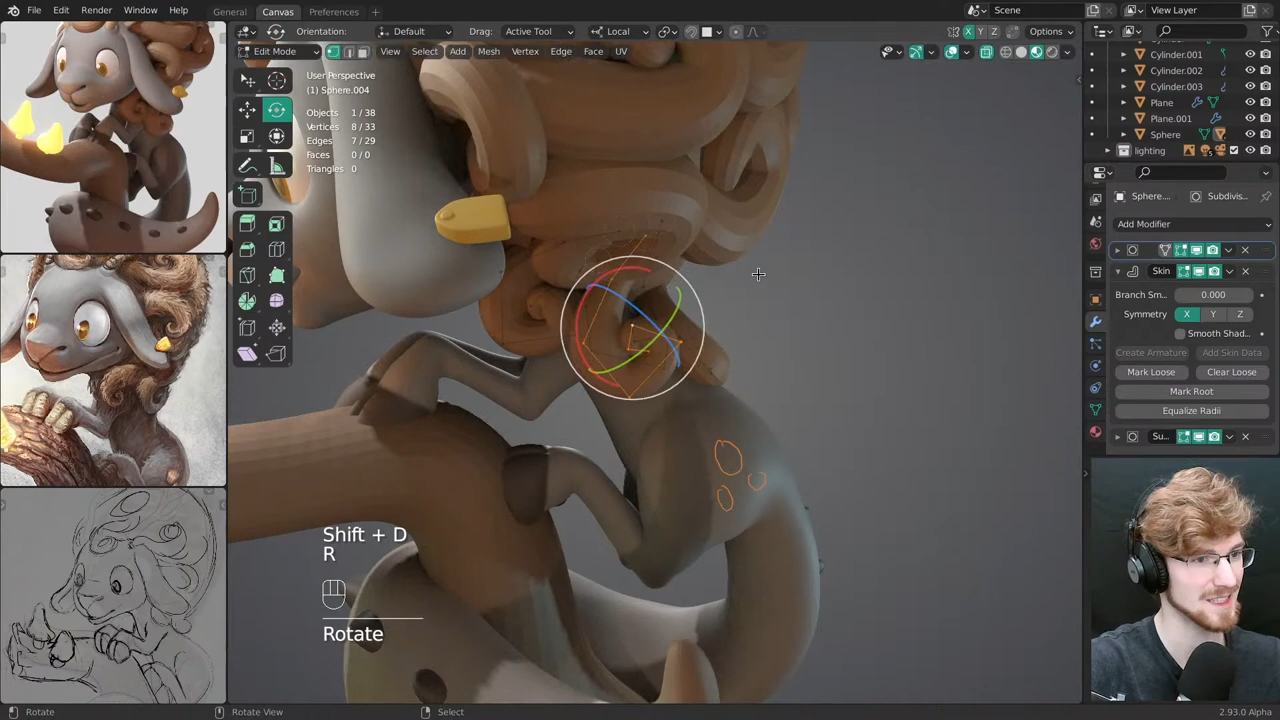 File Edit Render Window Help General Canvas Preferences + Scene View Layer
Orientation: Default Drag: Active Tool Local Options
Edit Mode View Select Add Mesh Vertex Edge Face UV X Y Z
User Perspective
(1) Sphere.004
Objects 1 / 38
Vertices 8 / 33
Edges 7 / 29
Faces 0 / 0
Triangles 0
Shift + D
R
Rotate
Cylinder.001
Cylinder.002
Cylinder.003
Plane
Plane.001
Sphere
lighting
Sphere... Subdivis...
Add Modifier
Skin
Branch Sm... 0.000
Symmetry X Y Z
Smooth Shad...
Create Armature Add Skin Data
Mark Loose Clear Loose
Mark Root
Equalize Radii
Su...
Rotate Rotate View Select 2.93.0 Alpha